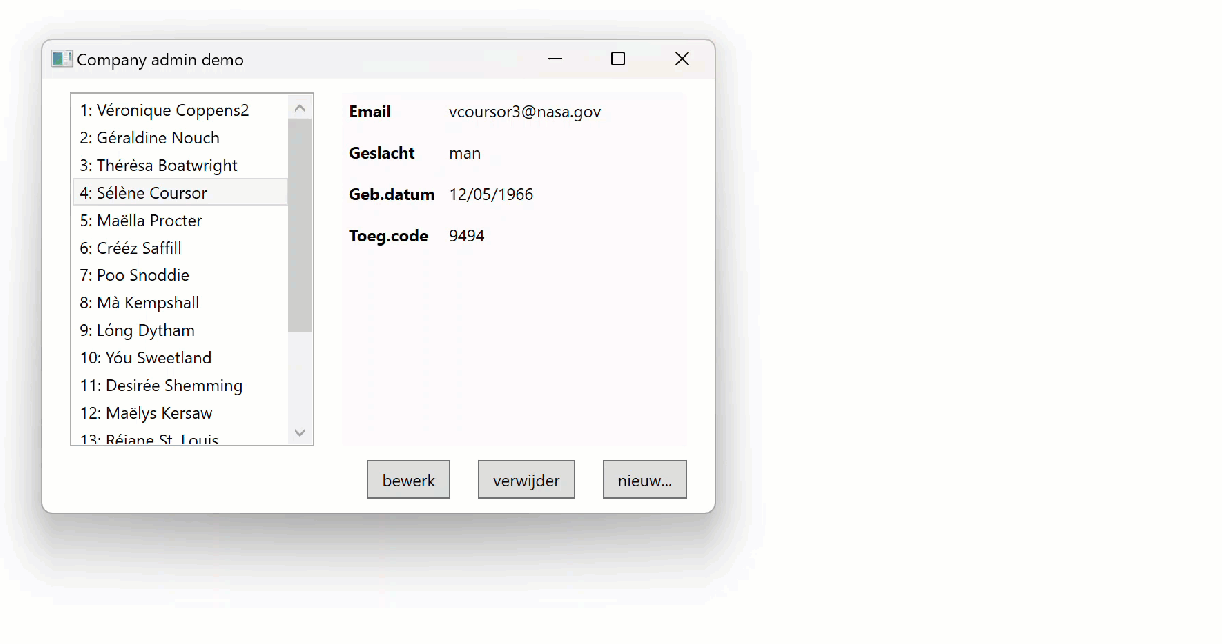 Company admin demo
1: Véronique Coppens2
2: Géraldine Nouch
3: Thérèsa Boatwright
4: Sélène Coursor
5: Maëlla Procter
6: Crééz Saffill
7: Poo Snoddie
8: Mà Kempshall
9: Lóng Dytham
10: Yóu Sweetland
11: Desirée Shemming
12: Maëlys Kersaw
13: Réjane St. Louis
Email vcoursor3@nasa.gov
Geslacht man
Geb.datum 12/05/1966
Toeg.code 9494
bewerk verwijder nieuw...